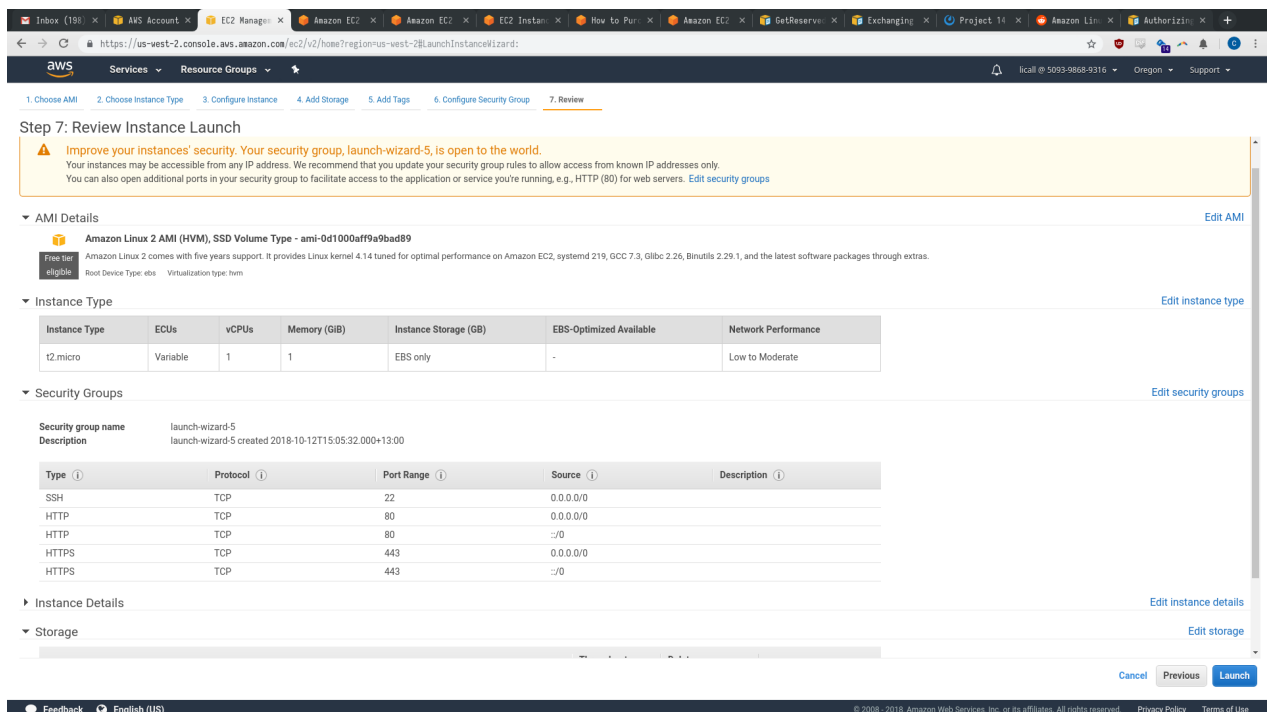 Inbox (198) AWS Account EC2 Manage Amazon EC2 Amazon EC2 EC2 Instan How to Purc Amazon EC2 GetReserve Exchanging Project 14 Amazon Lin Authorizing
https://us-west-2.console.aws.amazon.com/ec2/v2/home?region=us-west-2#LaunchInstanceWizard:
aws Services Resource Groups licall @ 5093-9868-9316 Oregon Support
1. Choose AMI 2. Choose Instance Type 3. Configure Instance 4. Add Storage 5. Add Tags 6. Configure Security Group 7. Review
Step 7: Review Instance Launch
Improve your instances' security. Your security group, launch-wizard-5, is open to the world.
Your instances may be accessible from any IP address. We recommend that you update your security group rules to allow access from known IP addresses only.
You can also open additional ports in your security group to facilitate access to the application or service you're running, e.g., HTTP (80) for web servers. Edit security groups
AMI Details Edit AMI
Amazon Linux 2 AMI (HVM), SSD Volume Type - ami-0d1000aff9a9bad89
Free tier eligible
Amazon Linux 2 comes with five years support. It provides Linux kernel 4.14 tuned for optimal performance on Amazon EC2, systemd 219, GCC 7.3, Glibc 2.26, Binutils 2.29.1, and the latest software packages through extras.
Root Device Type: ebs Virtualization type: hvm
Instance Type Edit instance type
Instance Type ECUs vCPUs Memory (GiB) Instance Storage (GB) EBS-Optimized Available Network Performance
t2.micro Variable 1 1 EBS only - Low to Moderate
Security Groups Edit security groups
Security group name launch-wizard-5
Description launch-wizard-5 created 2018-10-12T15:05:32.000+13:00
Type Protocol Port Range Source Description
SSH TCP 22 0.0.0.0/0
HTTP TCP 80 0.0.0.0/0
HTTP TCP 80 ::/0
HTTPS TCP 443 0.0.0.0/0
HTTPS TCP 443 ::/0
Instance Details Edit instance details
Storage Edit storage
Cancel Previous Launch
Feedback English (US) © 2008 - 2018, Amazon Web Services, Inc. or its affiliates. All rights reserved. Privacy Policy Terms of Use